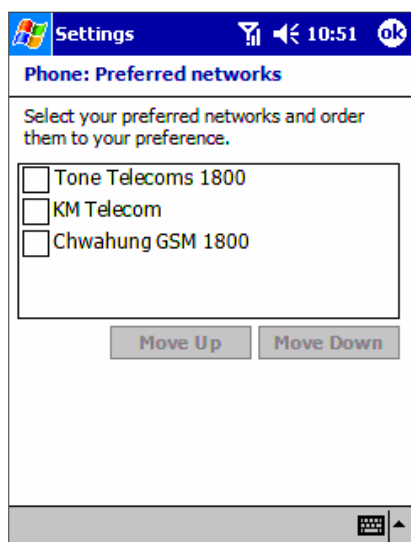 Settings 10:51 ok
Phone: Preferred networks
Select your preferred networks and order
them to your preference.
Tone Telecoms 1800
KM Telecom
Chwahung GSM 1800
Move Up Move Down